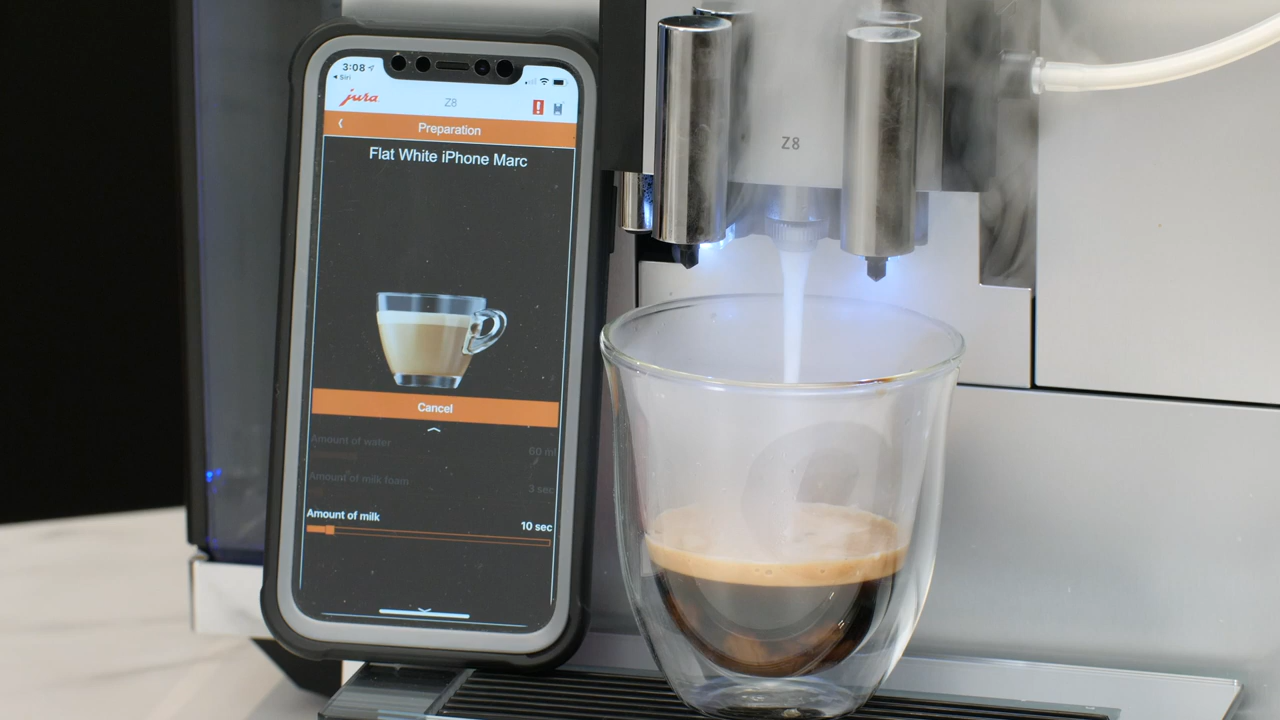 3:08
Siri
jura
Z8
Preparation
Flat White iPhone Marc
Cancel
Amount of water
60 ml
Amount of milk foam
3 sec
Amount of milk
10 sec
Z8